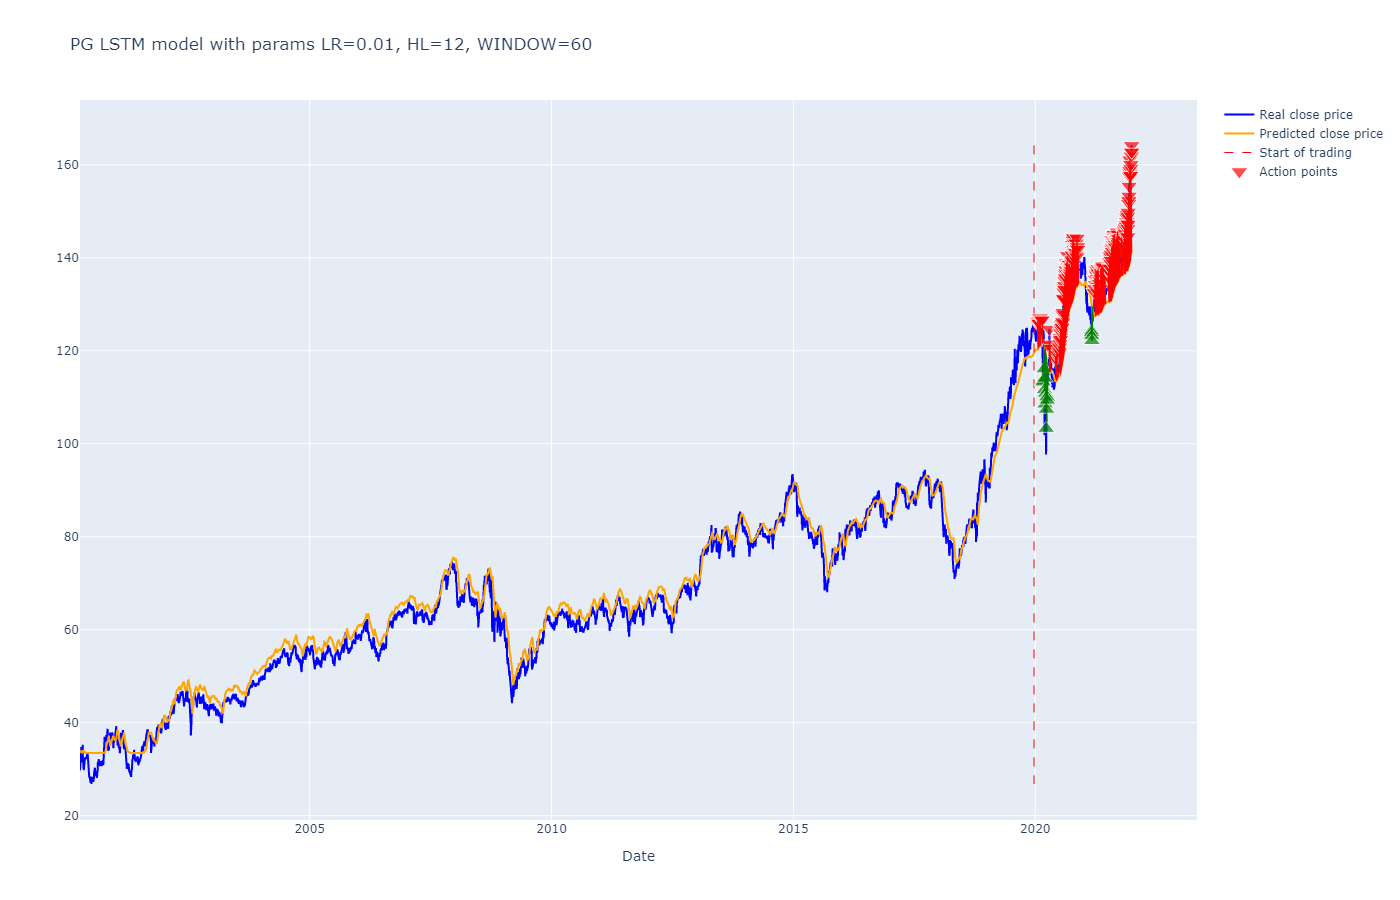 PG LSTM model with params LR=0.01, HL=12, WINDOW=60
Real close price
Predicted close price
Start of trading
Action points
160
140
120
100
80
60
40
20
2005
2010
2015
2020
Date